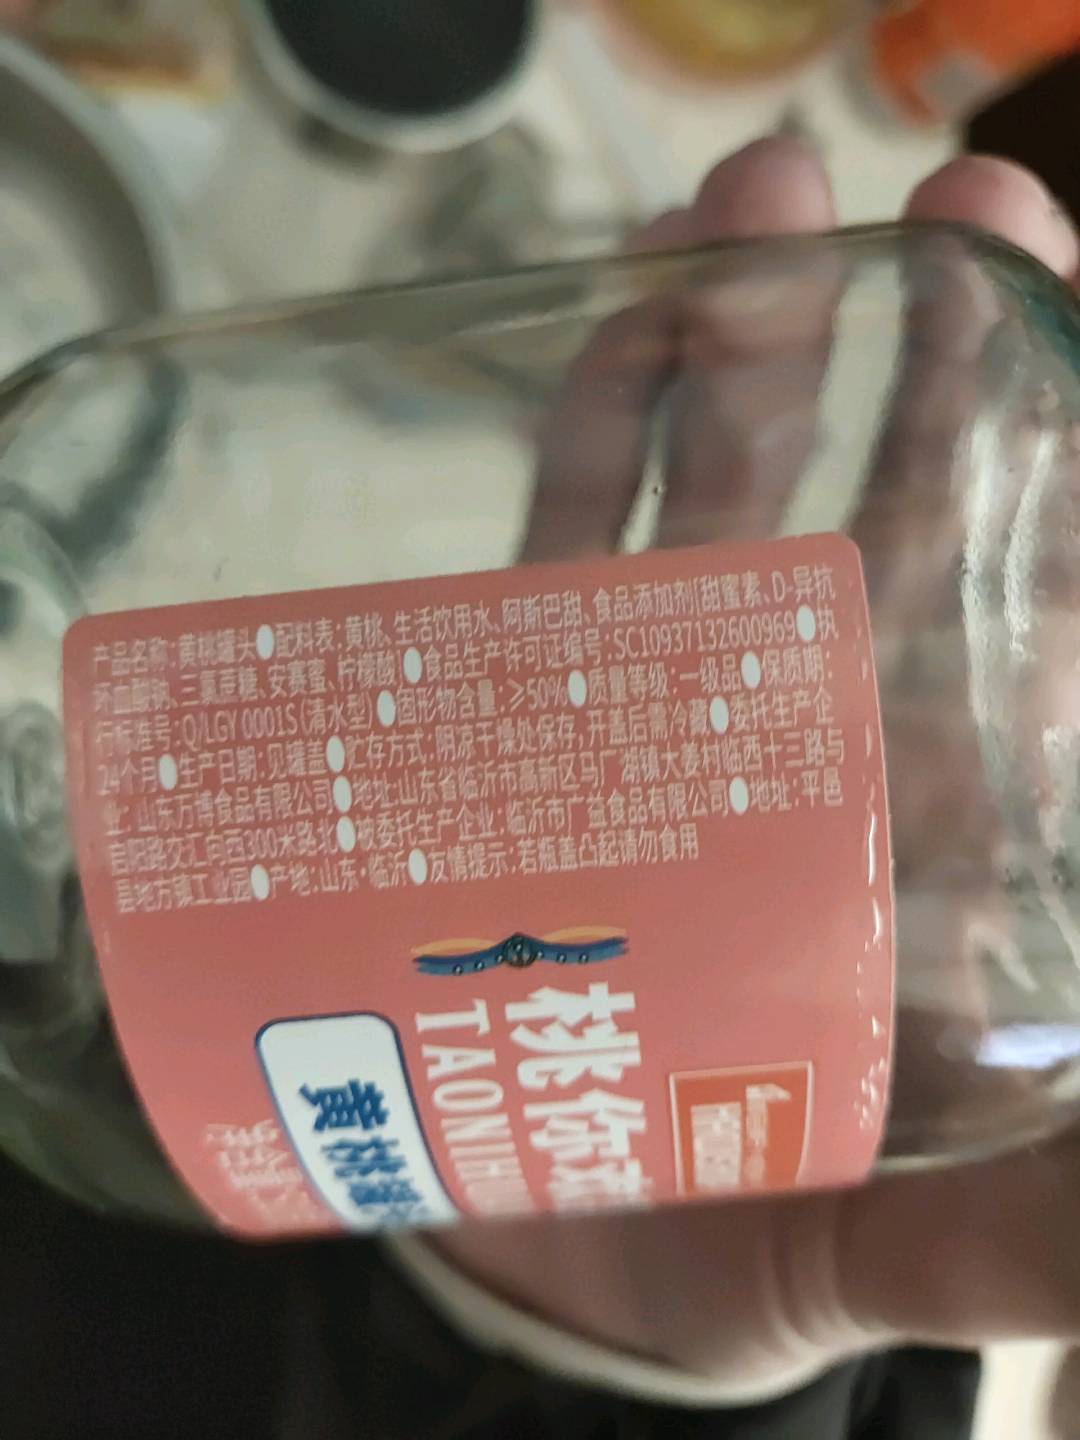 产品名称:黄桃罐头●配料表:黄桃、生活饮用水、阿斯巴甜、食品添加剂[甜蜜素、D-异抗
坏血酸钠、三氯蔗糖、安赛蜜、柠檬酸●食品生产许可证编号:SC10937132600969●执
行标准号:Q/LGY 0001S(清水型)●固形物含量:≥50%●质量等级:一级品●保质期:
24个月●生产日期:见罐盖●贮存方式:阴凉干燥处保存,开盖后需冷藏●委托生产企
业:山东万博食品有限公司●地址:山东省临沂市高新区马厂湖镇大姜村临西十三路与
启阳路交汇向西300米路北●被委托生产企业:临沂市广益食品有限公司●地址:平邑
县地方镇工业园●产地:山东·临沂●友情提示:若瓶盖凸起请勿食用
桃你
TAONI
黄桃罐